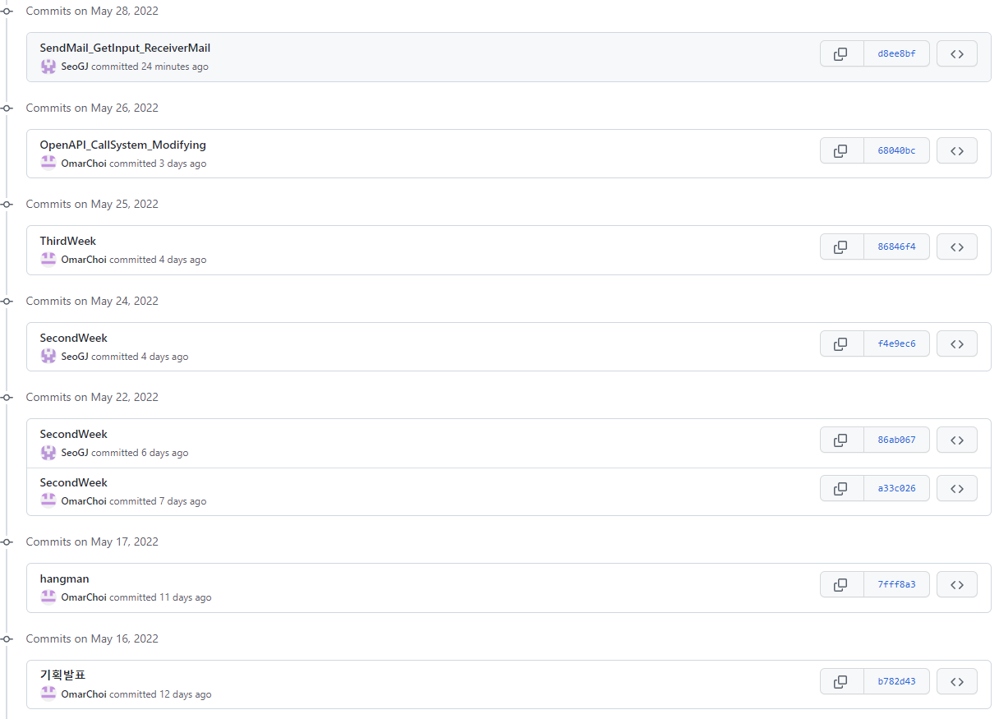 Commits on May 28, 2022
SendMail_GetInput_ReceiverMail
d8ee8bf
SeoGJ committed 24 minutes ago
Commits on May 26, 2022
OpenAPI_CallSystem_Modifying
68040bc
OmarChoi committed 3 days ago
Commits on May 25, 2022
ThirdWeek
86846f4
OmarChoi committed 4 days ago
Commits on May 24, 2022
SecondWeek
f4e9ec6
SeoGJ committed 4 days ago
Commits on May 22, 2022
SecondWeek
86ab067
SeoGJ committed 6 days ago
SecondWeek
a33c026
OmarChoi committed 7 days ago
Commits on May 17, 2022
hangman
7fff8a3
OmarChoi committed 11 days ago
Commits on May 16, 2022
기획발표
b782d43
OmarChoi committed 12 days ago